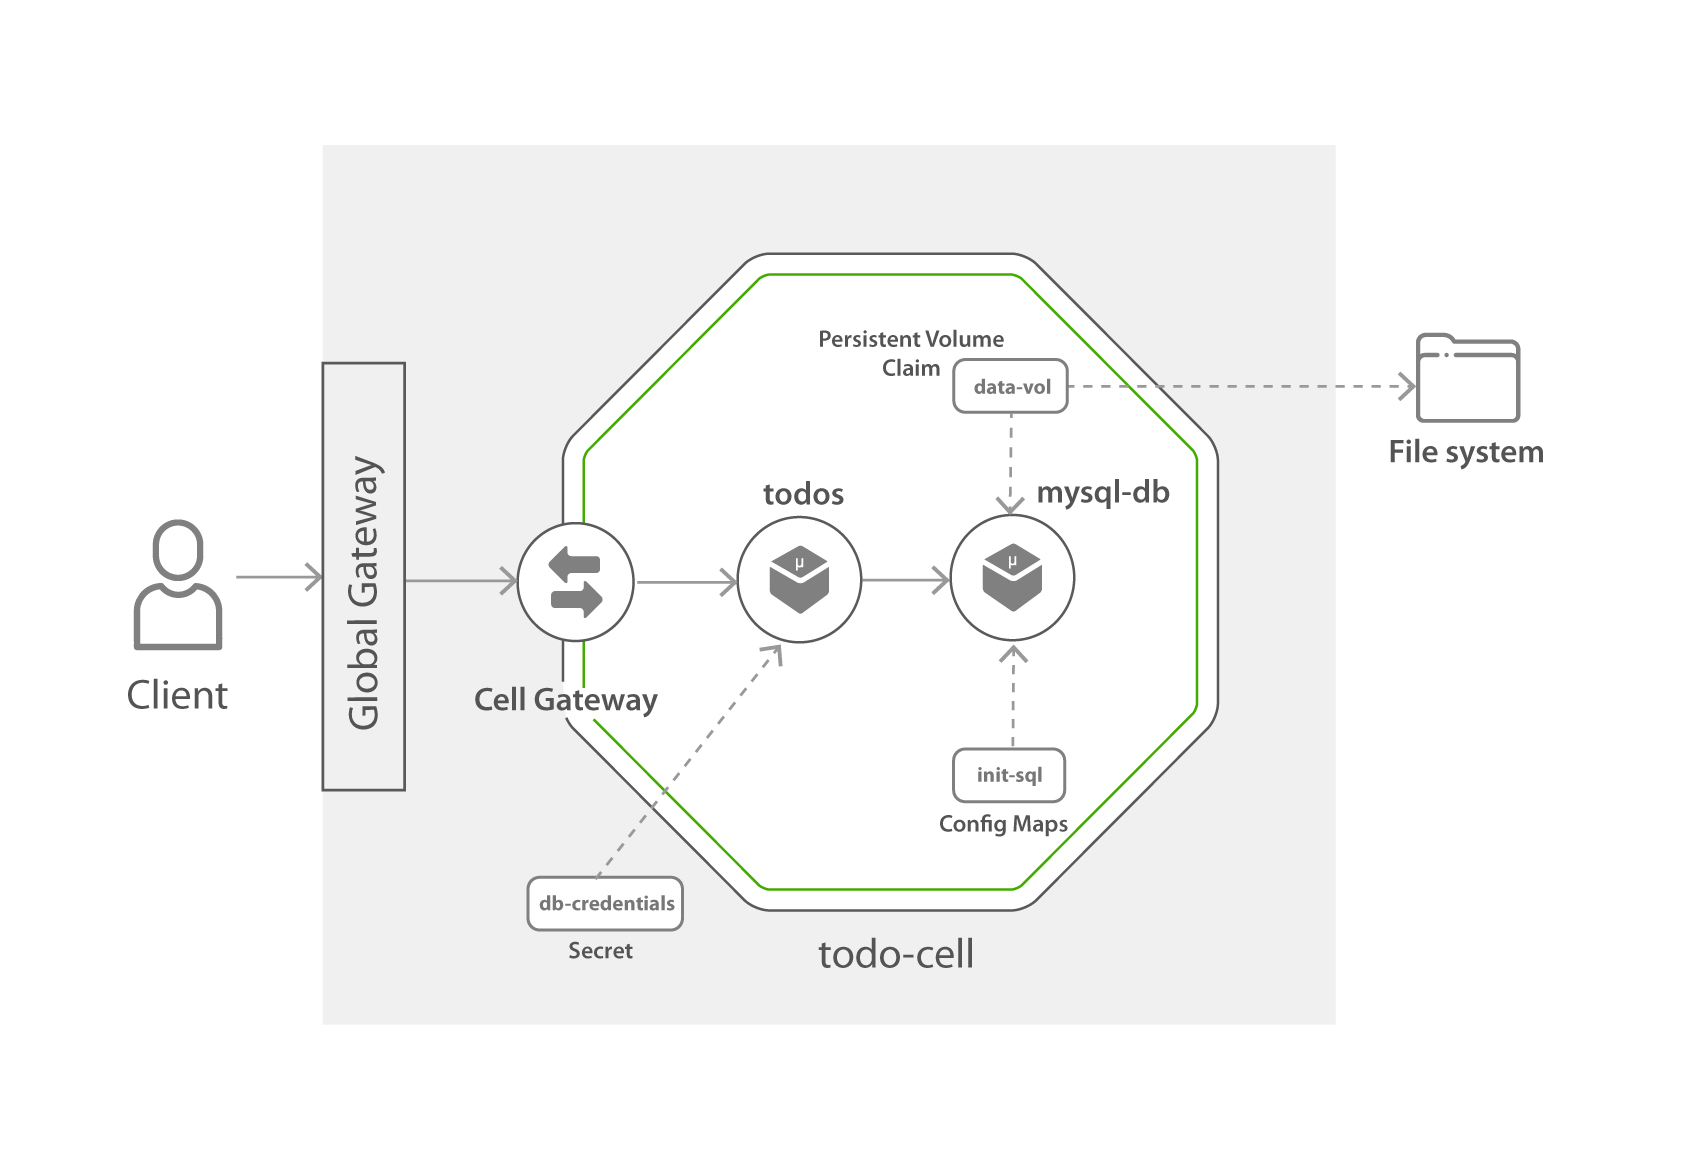 Persistent Volume
Claim
data-vol
File system
todos
mysql-db
µ
µ
Client
Global Gateway
Cell Gateway
init-sql
Config Maps
db-credentials
Secret
todo-cell